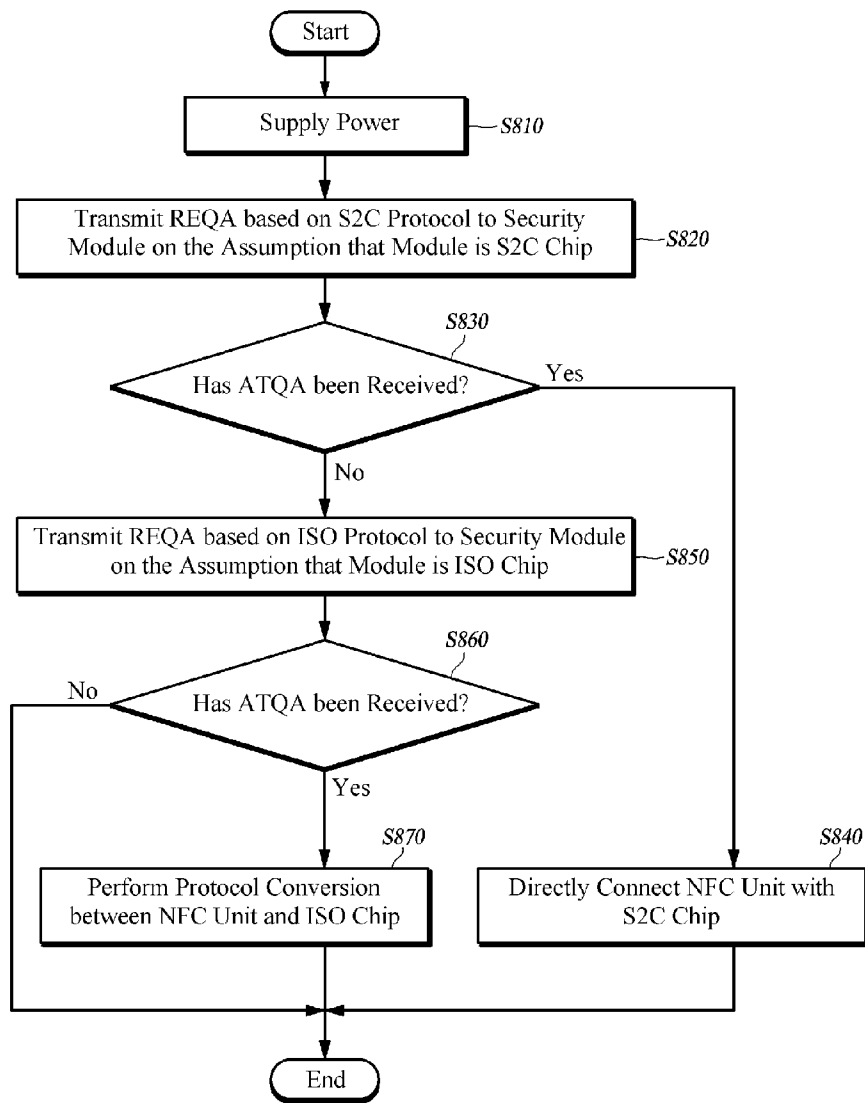 Start
Supply Power
S810
Transmit REQA based on S2C Protocol to Security
Module on the Assumption that Module is S2C Chip
S820
S830
Has ATQA been Received?
Yes
No
Transmit REQA based on ISO Protocol to Security Module
on the Assumption that Module is ISO Chip
S850
S860
No
Has ATQA been Received?
Yes
S870
Perform Protocol Conversion
between NFC Unit and ISO Chip
S840
Directly Connect NFC Unit with
S2C Chip
End